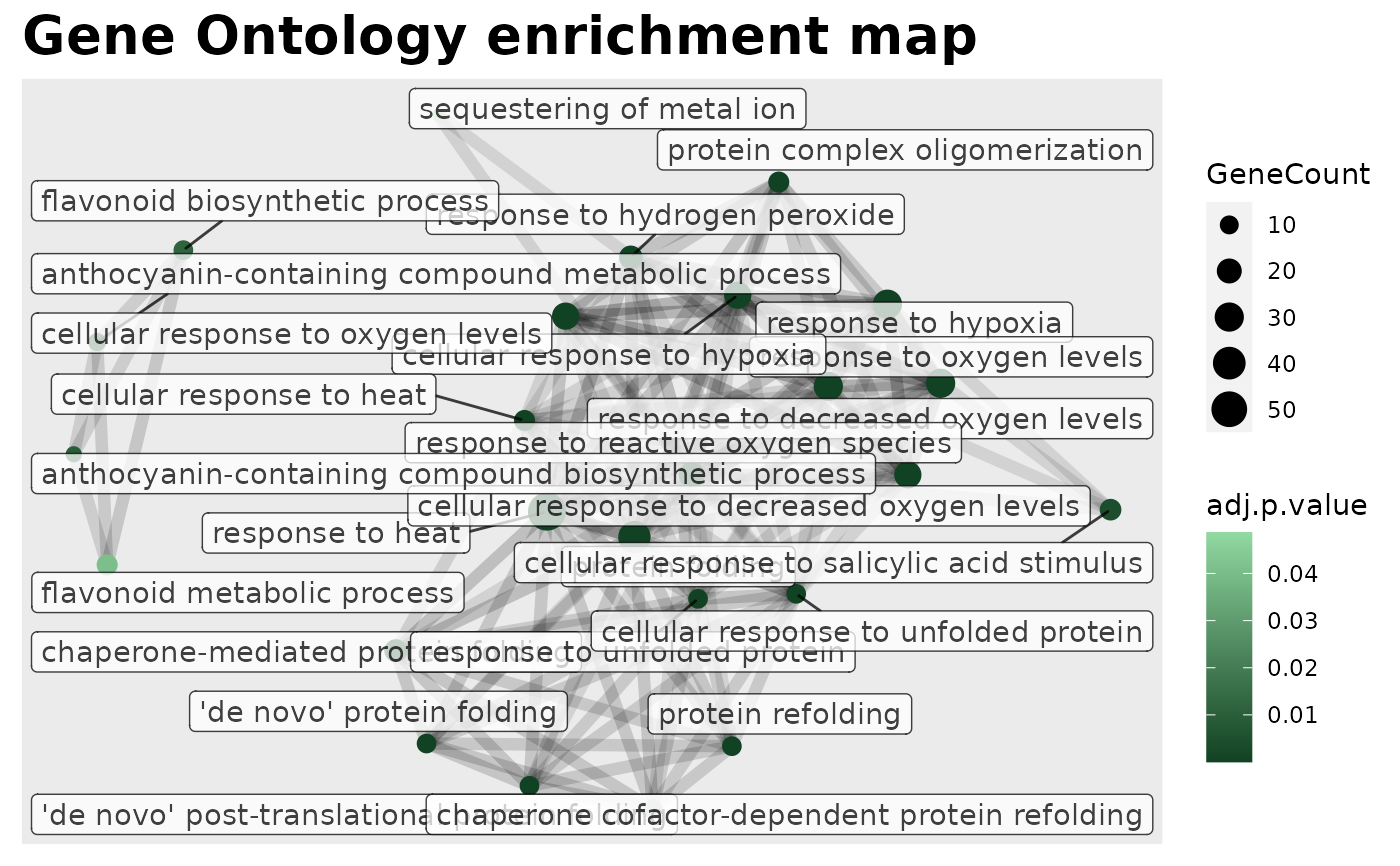 Gene Ontology enrichment map
sequestering of metal ion
protein complex oligomerization
flavonoid biosynthetic process
response to hydrogen peroxide
anthocyanin-containing compound metabolic process
response to hypoxia
cellular response to oxygen levels
cellular response to hypoxia
response to oxygen levels
cellular response to heat
response to decreased oxygen levels
response to reactive oxygen species
anthocyanin-containing compound biosynthetic process
cellular response to decreased oxygen levels
response to heat
cellular response to salicylic acid stimulus
protein folding
flavonoid metabolic process
cellular response to unfolded protein
chaperone-mediated protein folding
response to unfolded protein
'de novo' protein folding
protein refolding
'de novo' post-translational protein folding
chaperone cofactor-dependent protein refolding
GeneCount
10
20
30
40
50
adj.p.value
0.04
0.03
0.02
0.01